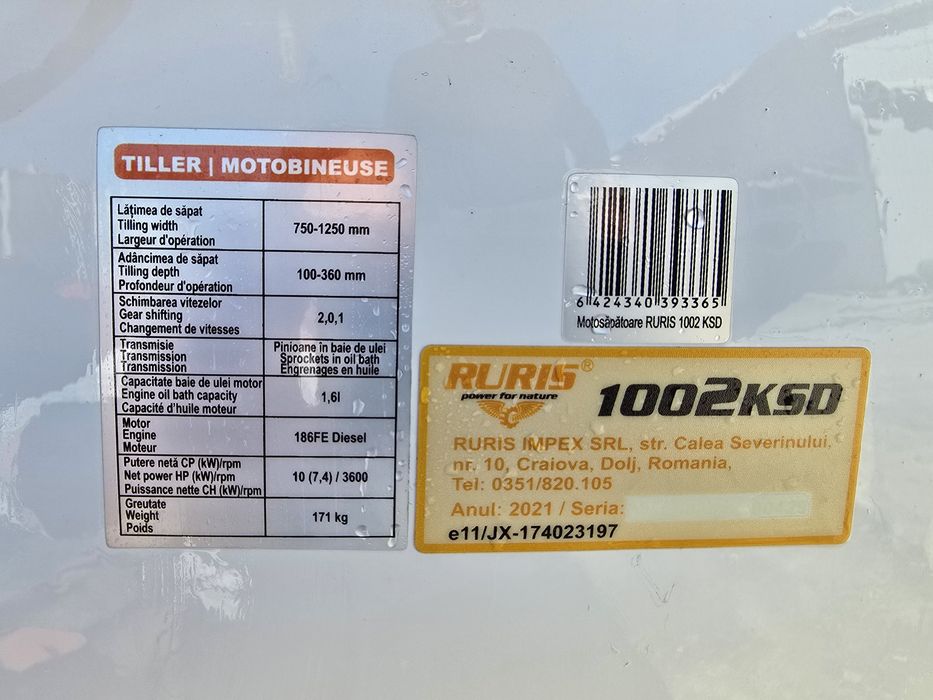 TILLER | MOTOBINEUSE
Lățimea de săpat
Tilling width
Largeur d'opération
750-1250 mm
Adâncimea de săpat
Tilling depth
Profondeur d'opération
100-360 mm
Schimbarea vitezelor
Gear shifting
Changement de vitesses
2,0,1
Transmisie
Transmission
Transmission
Pinioane în baie de ulei
Sprockets in oil bath
Engrenages en huile
Capacitate baie de ulei motor
Engine oil bath capacity
Capacité d'huile moteur
1,6l
Motor
Engine
Moteur
186FE Diesel
Putere netă CP (kW)/rpm
Net power HP (kW)/rpm
Puissance nette CH (kW)/rpm
10 (7,4) / 3600
Greutate
Weight
Poids
171 kg
6 424340 393365
Motosăpătoare RURIS 1002 KSD
RURIS®
power for nature
1002KSD
RURIS IMPEX SRL, str. Calea Severinului,
nr. 10, Craiova, Dolj, Romania,
Tel: 0351/820.105
Anul: 2021 / Seria:
e11/JX-174023197